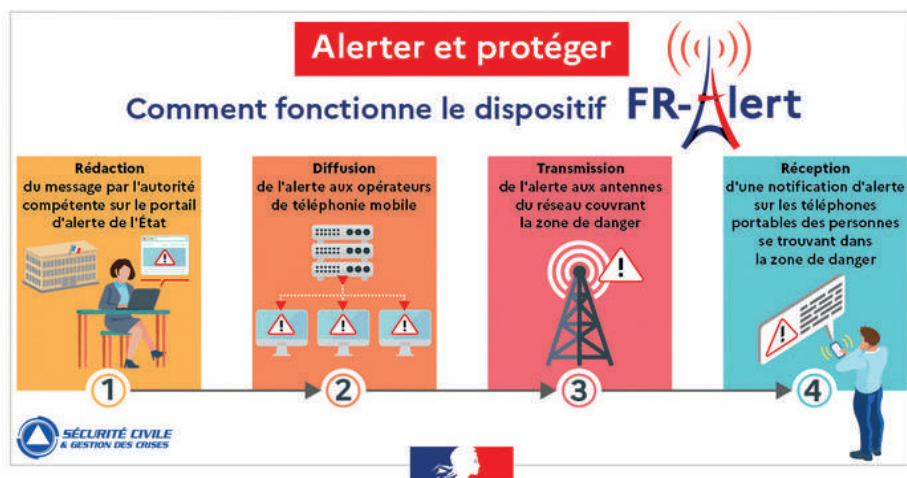 Alerter et protéger
Comment fonctionne le dispositif FR-Alert
Rédaction
du message par l'autorité
compétente sur le portail
d'alerte de l'État
1
Diffusion
de l'alerte aux opérateurs
de téléphonie mobile
2
Transmission
de l'alerte aux antennes
du réseau couvrant
la zone de danger
3
Réception
d'une notification d'alerte
sur les téléphones
portables des personnes
se trouvant dans
la zone de danger
4
SÉCURITÉ CIVILE
& GESTION DES CRISES